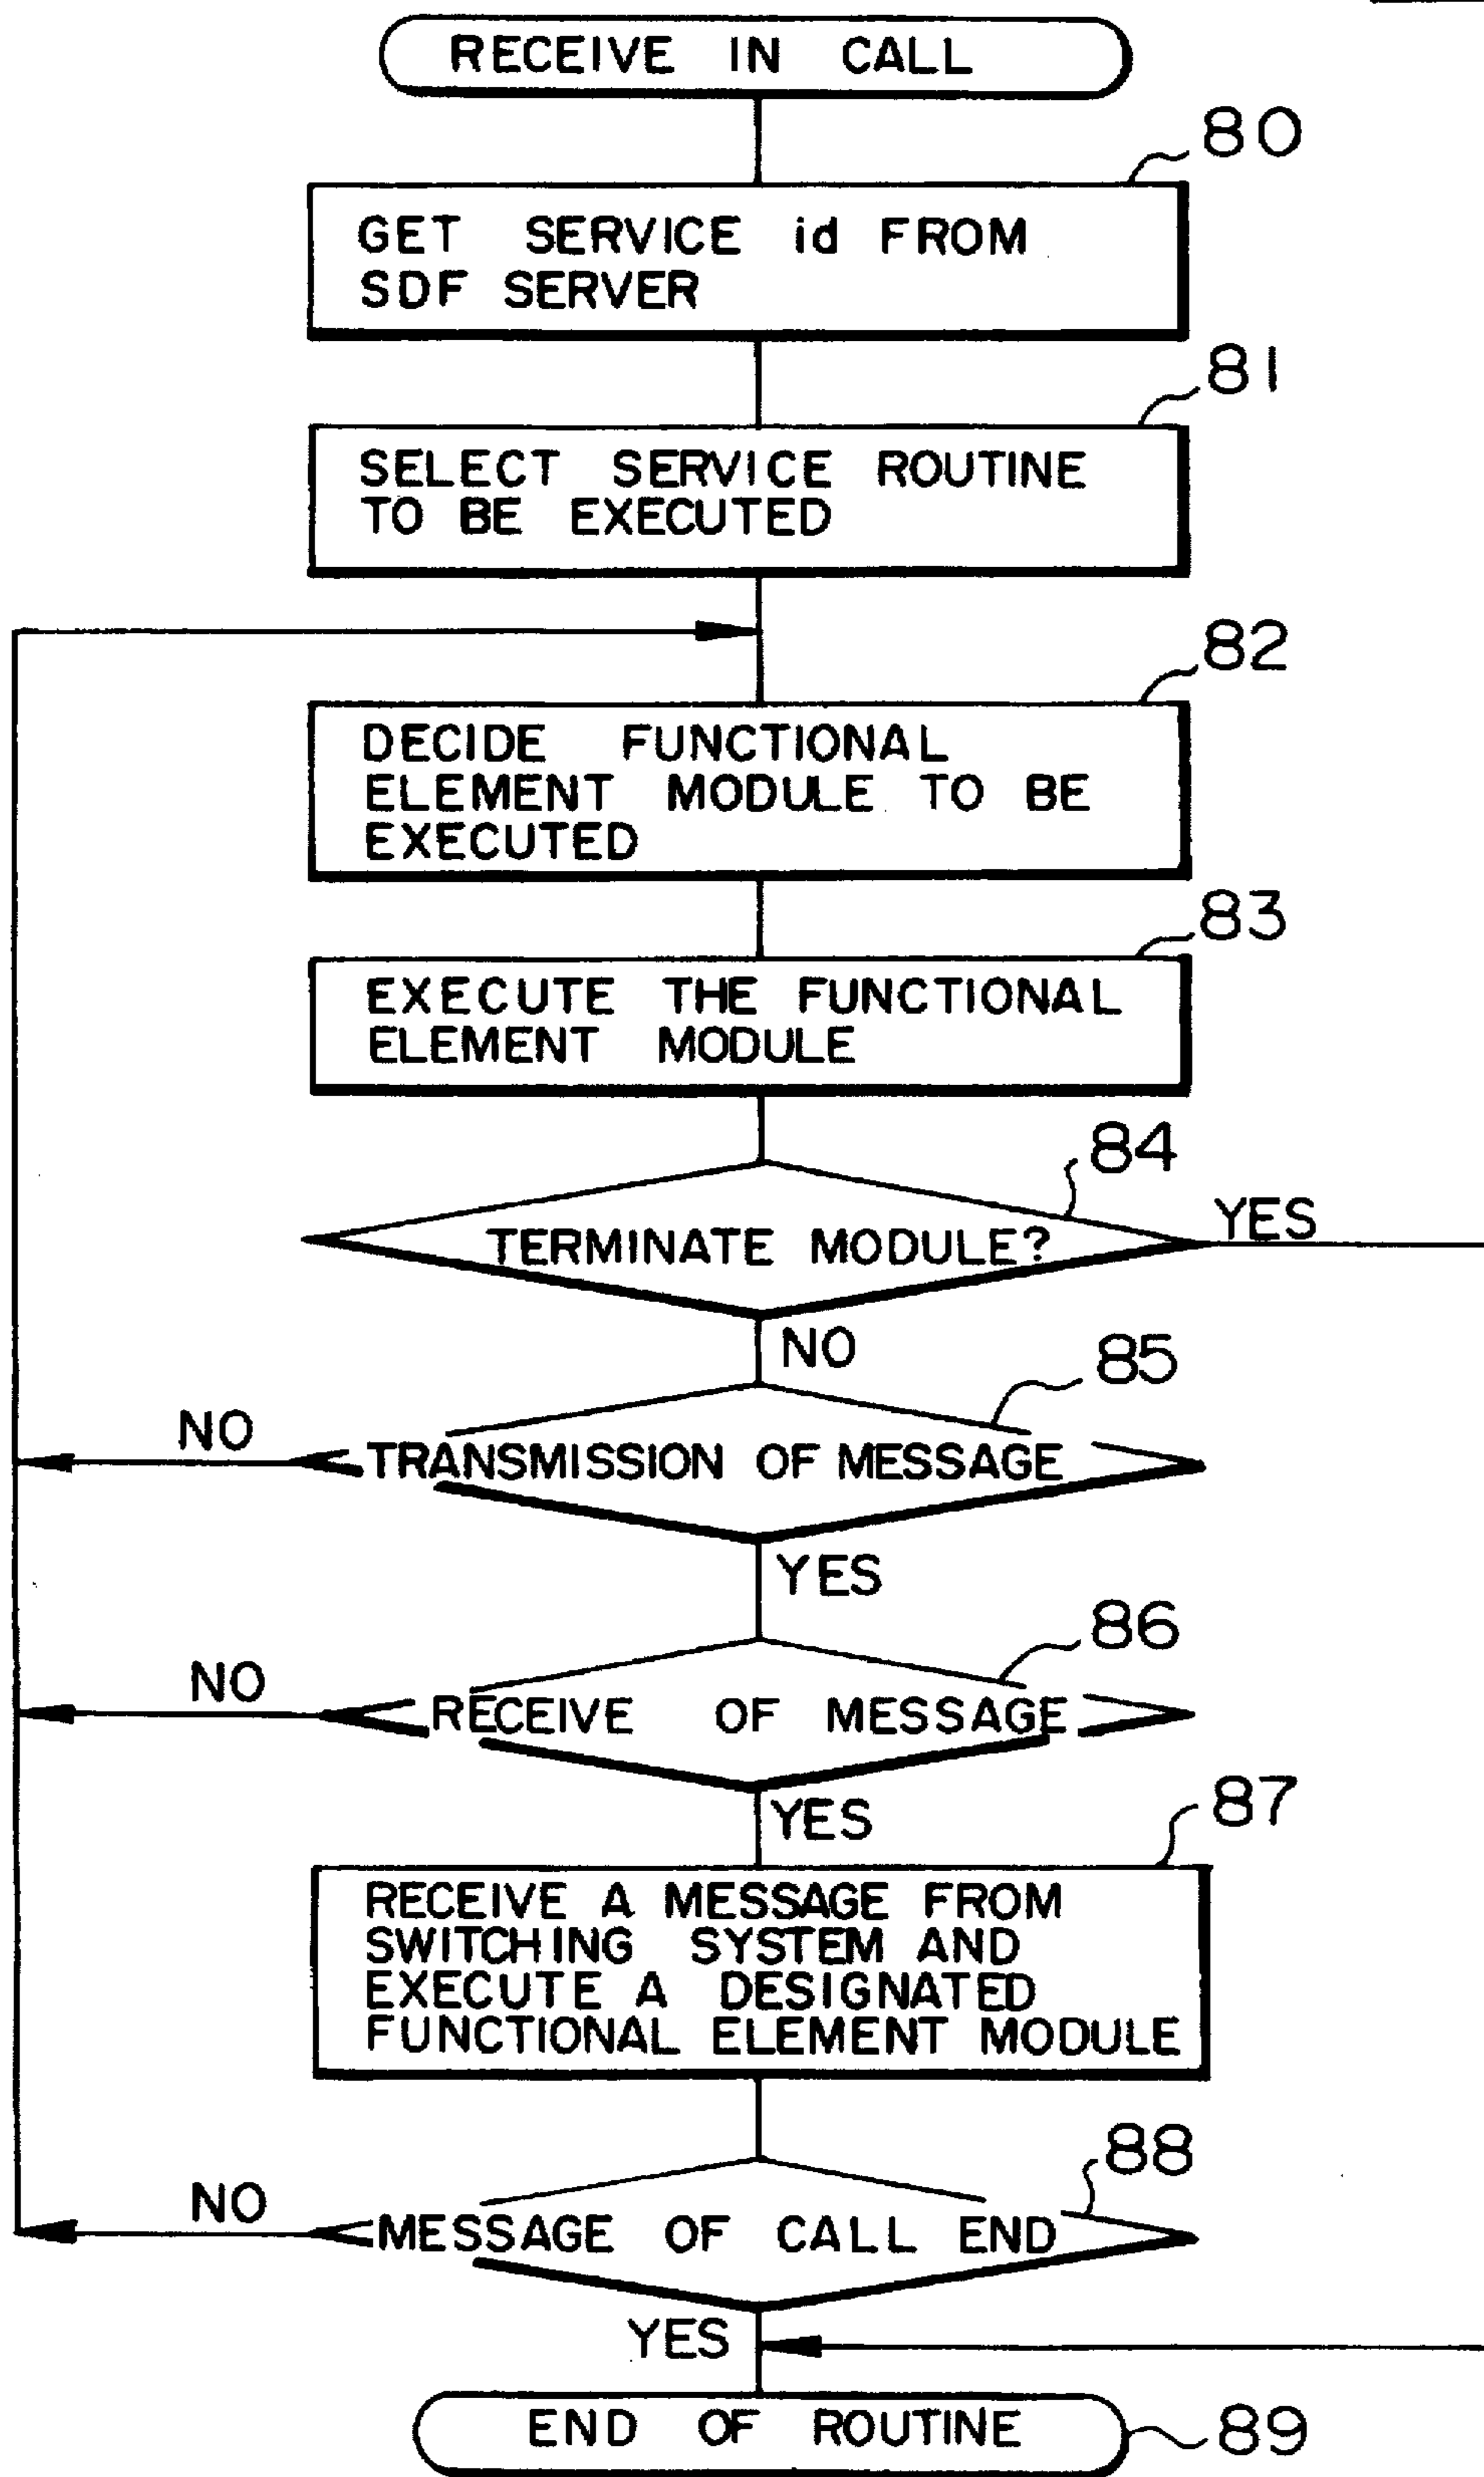 RECEIVE IN CALL
80
GET SERVICE id FROM
SDF SERVER
81
SELECT SERVICE ROUTINE
TO BE EXECUTED
82
DECIDE FUNCTIONAL
ELEMENT MODULE TO BE
EXECUTED
83
EXECUTE THE FUNCTIONAL
ELEMENT MODULE
84
TERMINATE MODULE?
YES
NO
85
NO
TRANSMISSION OF MESSAGE
YES
86
NO
RECEIVE OF MESSAGE
YES
87
RECEIVE A MESSAGE FROM
SWITCHING SYSTEM AND
EXECUTE A DESIGNATED
FUNCTIONAL ELEMENT MODULE
88
NO
MESSAGE OF CALL END
YES
END OF ROUTINE
89